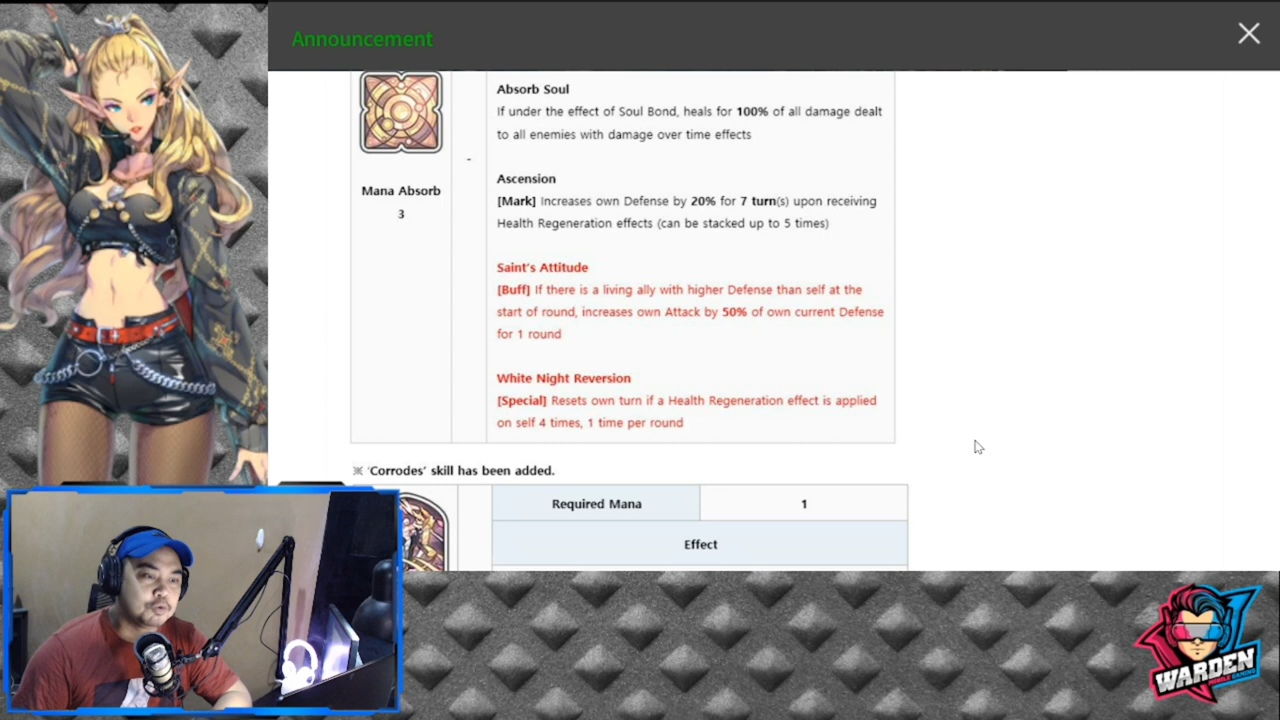 Announcement
Absorb Soul
If under the effect of Soul Bond, heals for 100% of all damage dealt
to all enemies with damage over time effects
-
Mana Absorb
3
Ascension
[Mark] Increases own Defense by 20% for 7 turn(s) upon receiving
Health Regeneration effects (can be stacked up to 5 times)
Saint's Attitude
[Buff] If there is a living ally with higher Defense than self at the
start of round, increases own Attack by 50% of own current Defense
for 1 round
White Night Reversion
[Special] Resets own turn if a Health Regeneration effect is applied
on self 4 times, 1 time per round
※ 'Corrodes' skill has been added.
Required Mana
1
Effect
WARDEN
MOBILE GAMING